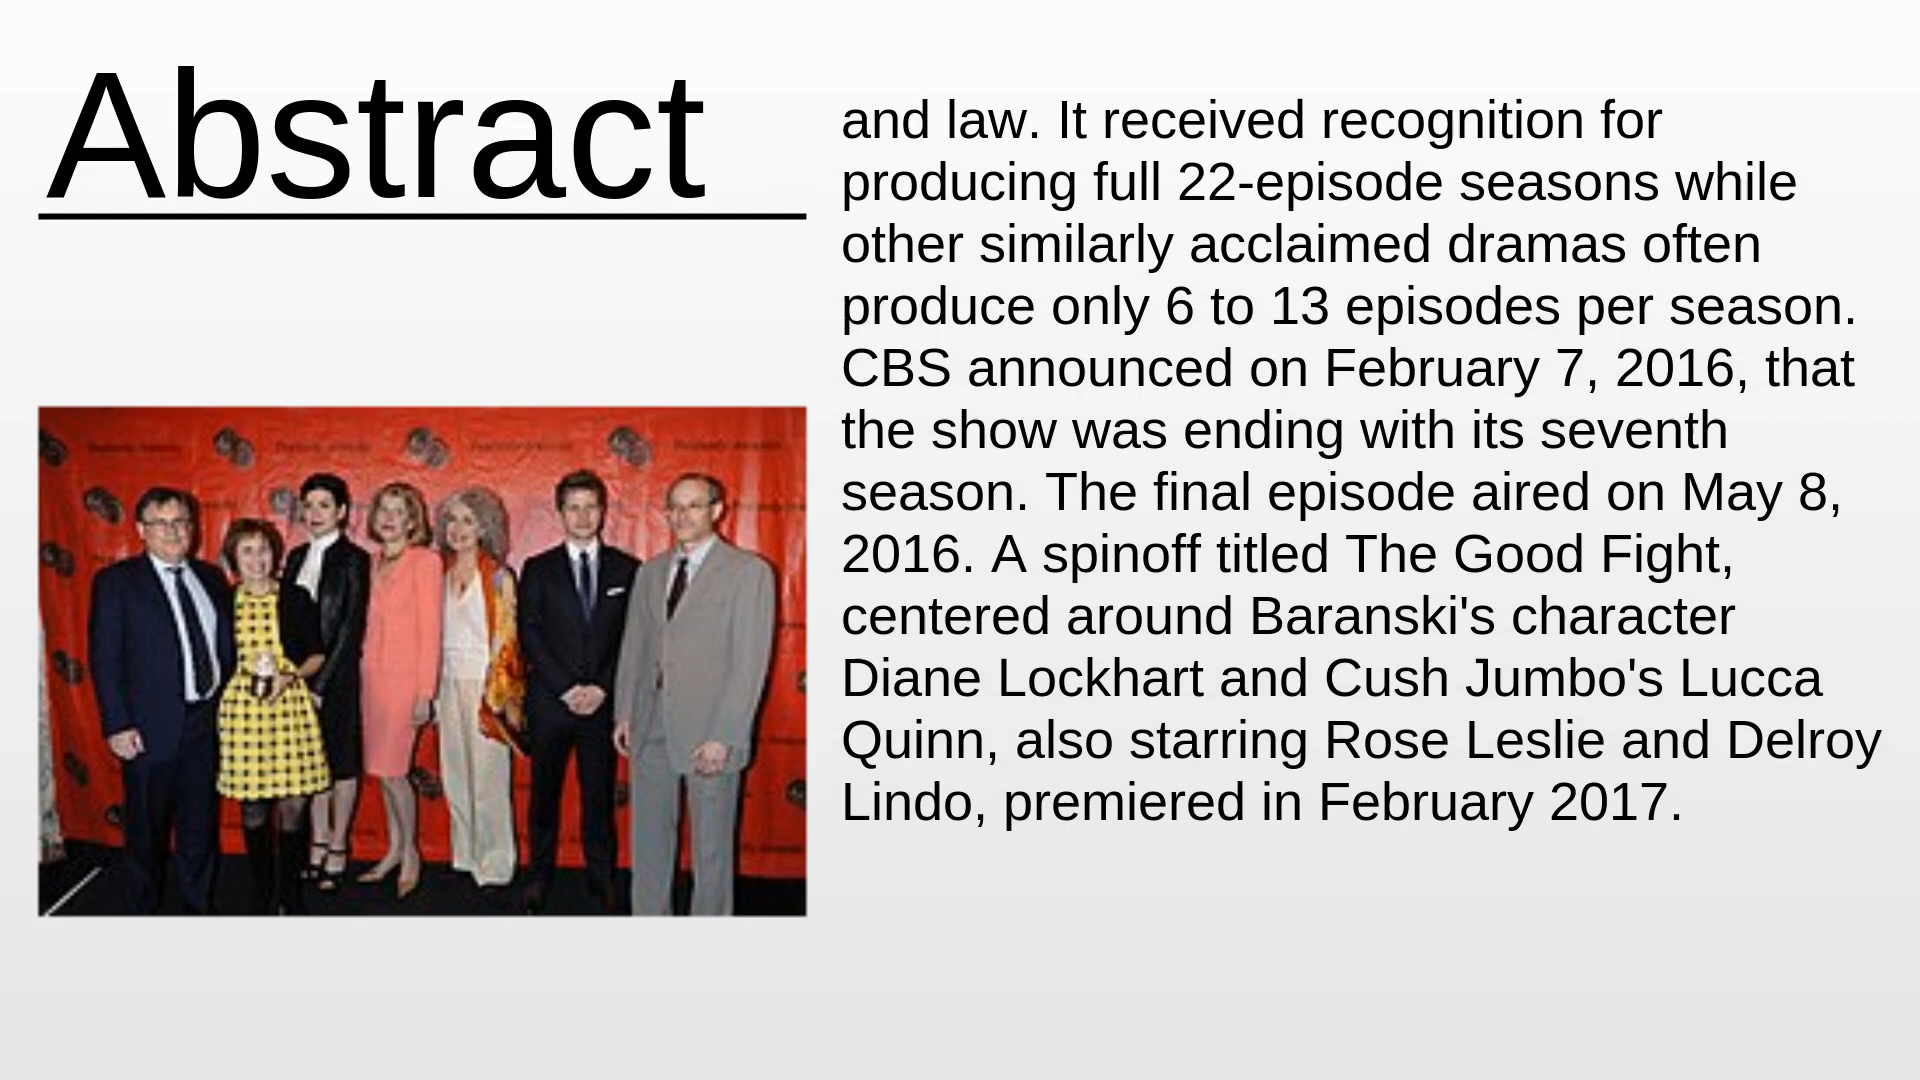 Abstract
and law. It received recognition for
producing full 22-episode seasons while
other similarly acclaimed dramas often
produce only 6 to 13 episodes per season.
CBS announced on February 7, 2016, that
the show was ending with its seventh
season. The final episode aired on May 8,
2016. A spinoff titled The Good Fight,
centered around Baranski's character
Diane Lockhart and Cush Jumbo's Lucca
Quinn, also starring Rose Leslie and Delroy
Lindo, premiered in February 2017.